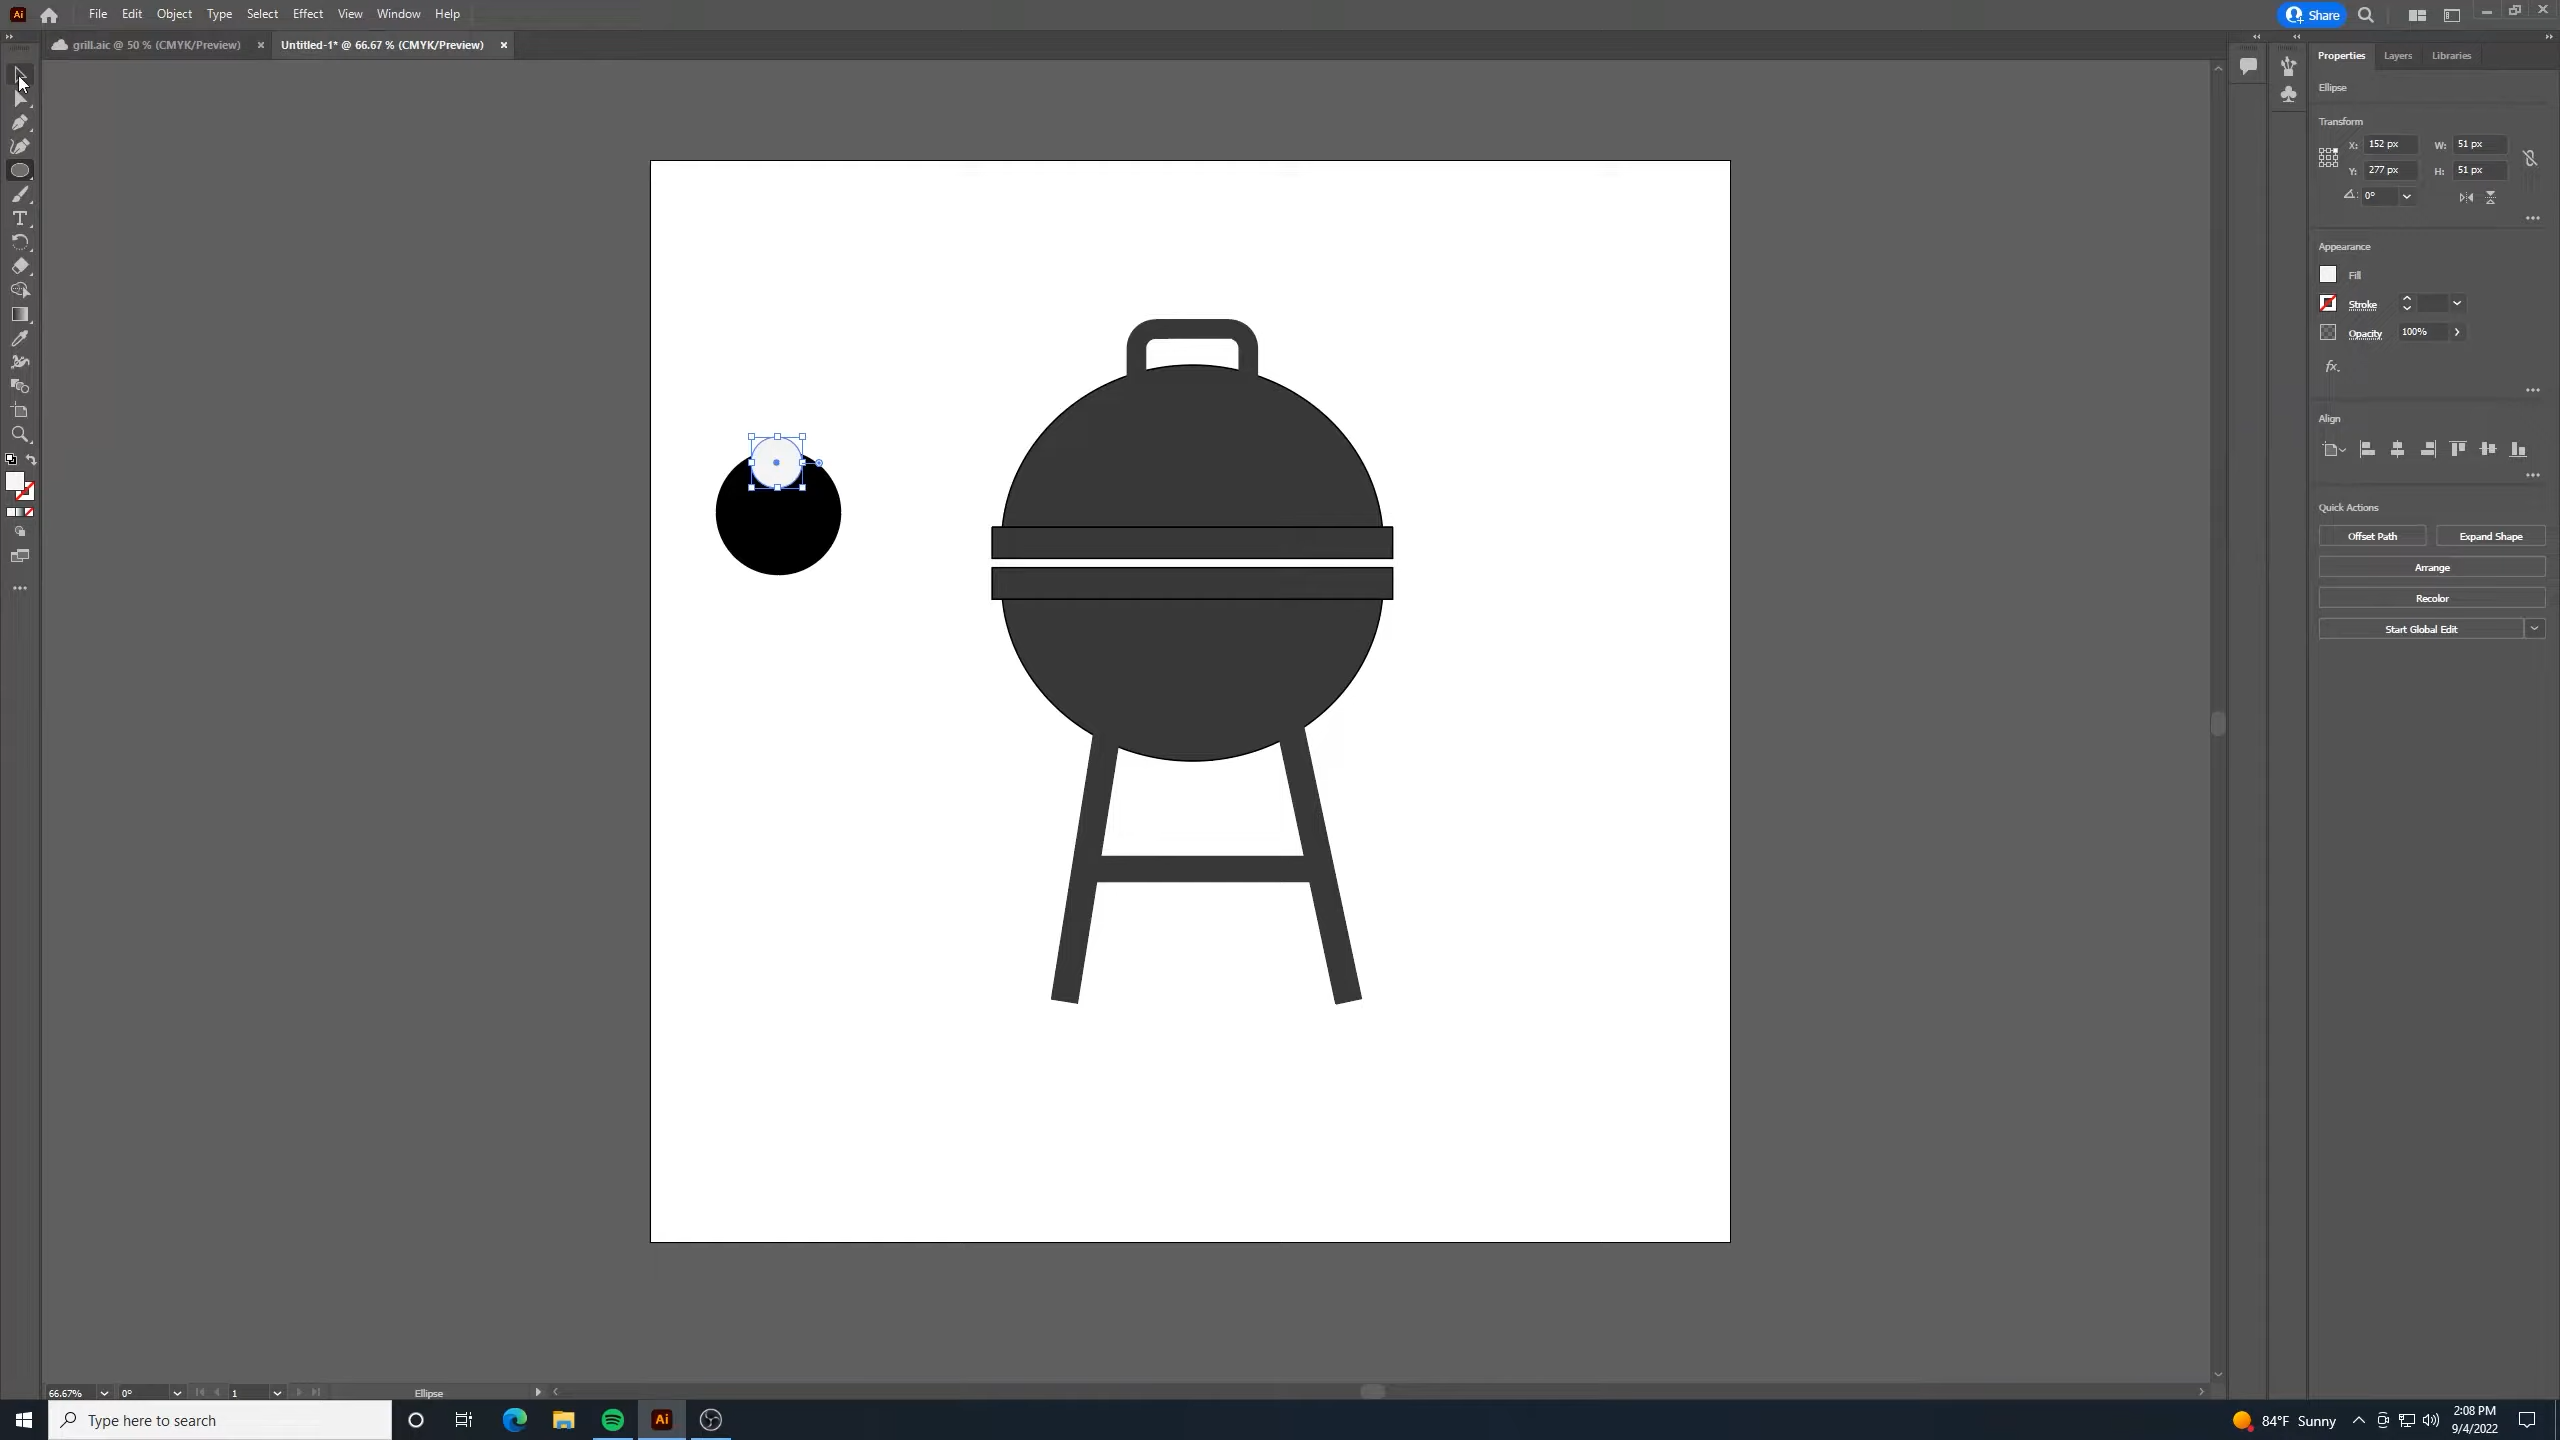 Ai File Edit Object Type Select Effect View Window Help Share
grill.aic @ 50 % (CMYK/Preview) × Untitled-1* @ 66.67 % (CMYK/Preview) ×
Properties Layers Libraries
Ellipse
Transform
X: 152 px W: 51 px
Y: 277 px H: 51 px
0°
Appearance
Fill
Stroke
Opacity 100%
fx.
Align
Quick Actions
Offset Path Expand Shape
Arrange
Recolor
Start Global Edit
66.67% 0° 1 Ellipse
Type here to search Ai 84°F Sunny 2:08 PM
9/4/2022